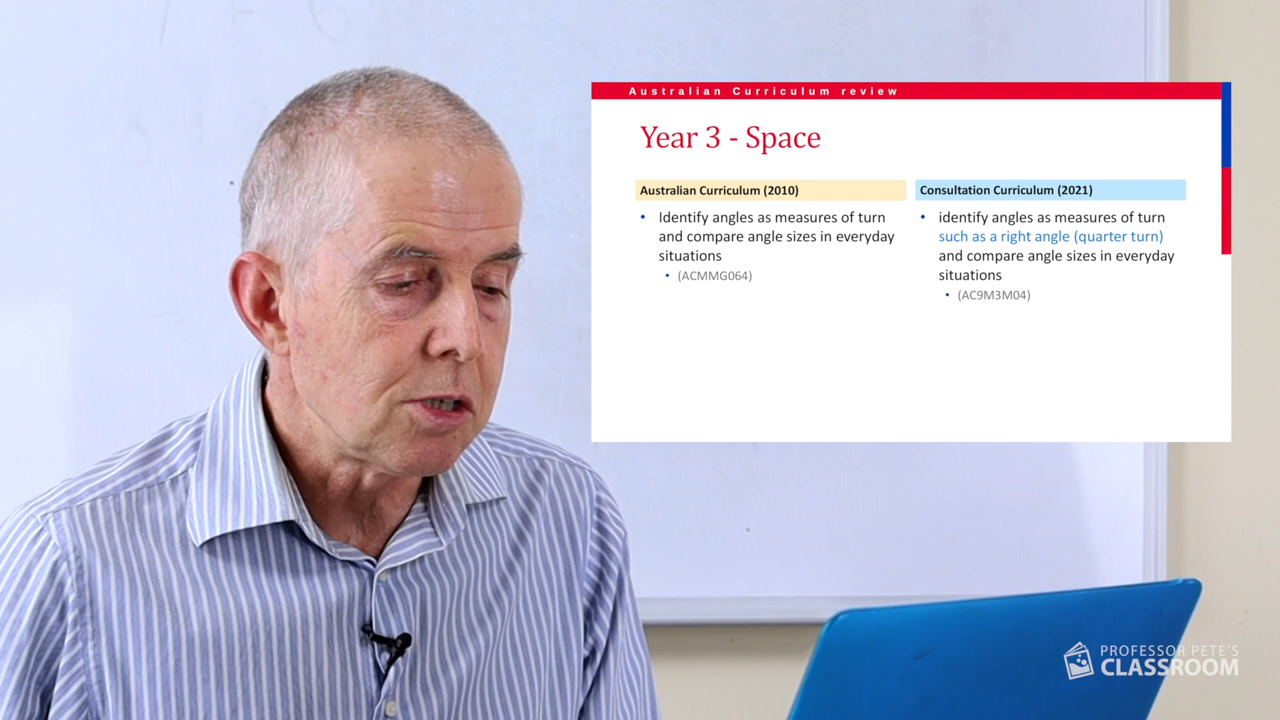 Australian Curriculum review
Year 3 - Space
Australian Curriculum (2010)
• Identify angles as measures of turn
and compare angle sizes in everyday
situations
• (ACMMG064)
Consultation Curriculum (2021)
• identify angles as measures of turn
such as a right angle (quarter turn)
and compare angle sizes in everyday
situations
• (AC9M3M04)
PROFESSOR PETE'S
CLASSROOM